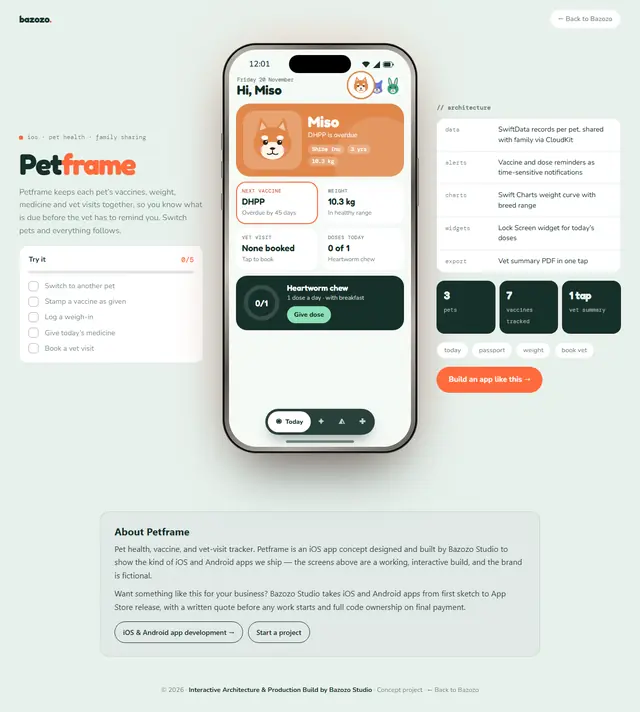 bazozo.
← Back to Bazozo
ios · pet health · family sharing
Petframe
Petframe keeps each pet's vaccines, weight,
medicine and vet visits together, so you know what
is due before the vet has to remind you. Switch
pets and everything follows.
Try it
0/5
Switch to another pet
Stamp a vaccine as given
Log a weigh-in
Give today's medicine
Book a vet visit
12:01
Friday 20 November
Hi, Miso
Miso
DHPP is overdue
Shiba Inu
3 yrs
10.3 kg
NEXT VACCINE
DHPP
Overdue by 45 days
WEIGHT
10.3 kg
In healthy range
VET VISIT
None booked
Tap to book
DOSES TODAY
0 of 1
Heartworm chew
0/1
Heartworm chew
1 dose a day · with breakfast
Give dose
Today
// architecture
data
SwiftData records per pet, shared
with family via CloudKit
alerts
Vaccine and dose reminders as
time-sensitive notifications
charts
Swift Charts weight curve with
breed range
widgets
Lock Screen widget for today's
doses
export
Vet summary PDF in one tap
3
pets
7
vaccines
tracked
1 tap
vet summary
today
passport
weight
book vet
Build an app like this →
About Petframe
Pet health, vaccine, and vet-visit tracker. Petframe is an iOS app concept designed and built by Bazozo Studio to
show the kind of iOS and Android apps we ship — the screens above are a working, interactive build, and the brand
is fictional.
Want something like this for your business? Bazozo Studio takes iOS and Android apps from first sketch to App
Store release, with a written quote before any work starts and full code ownership on final payment.
iOS & Android app development →
Start a project
© 2026 · Interactive Architecture & Production Build by Bazozo Studio · Concept project · ← Back to Bazozo